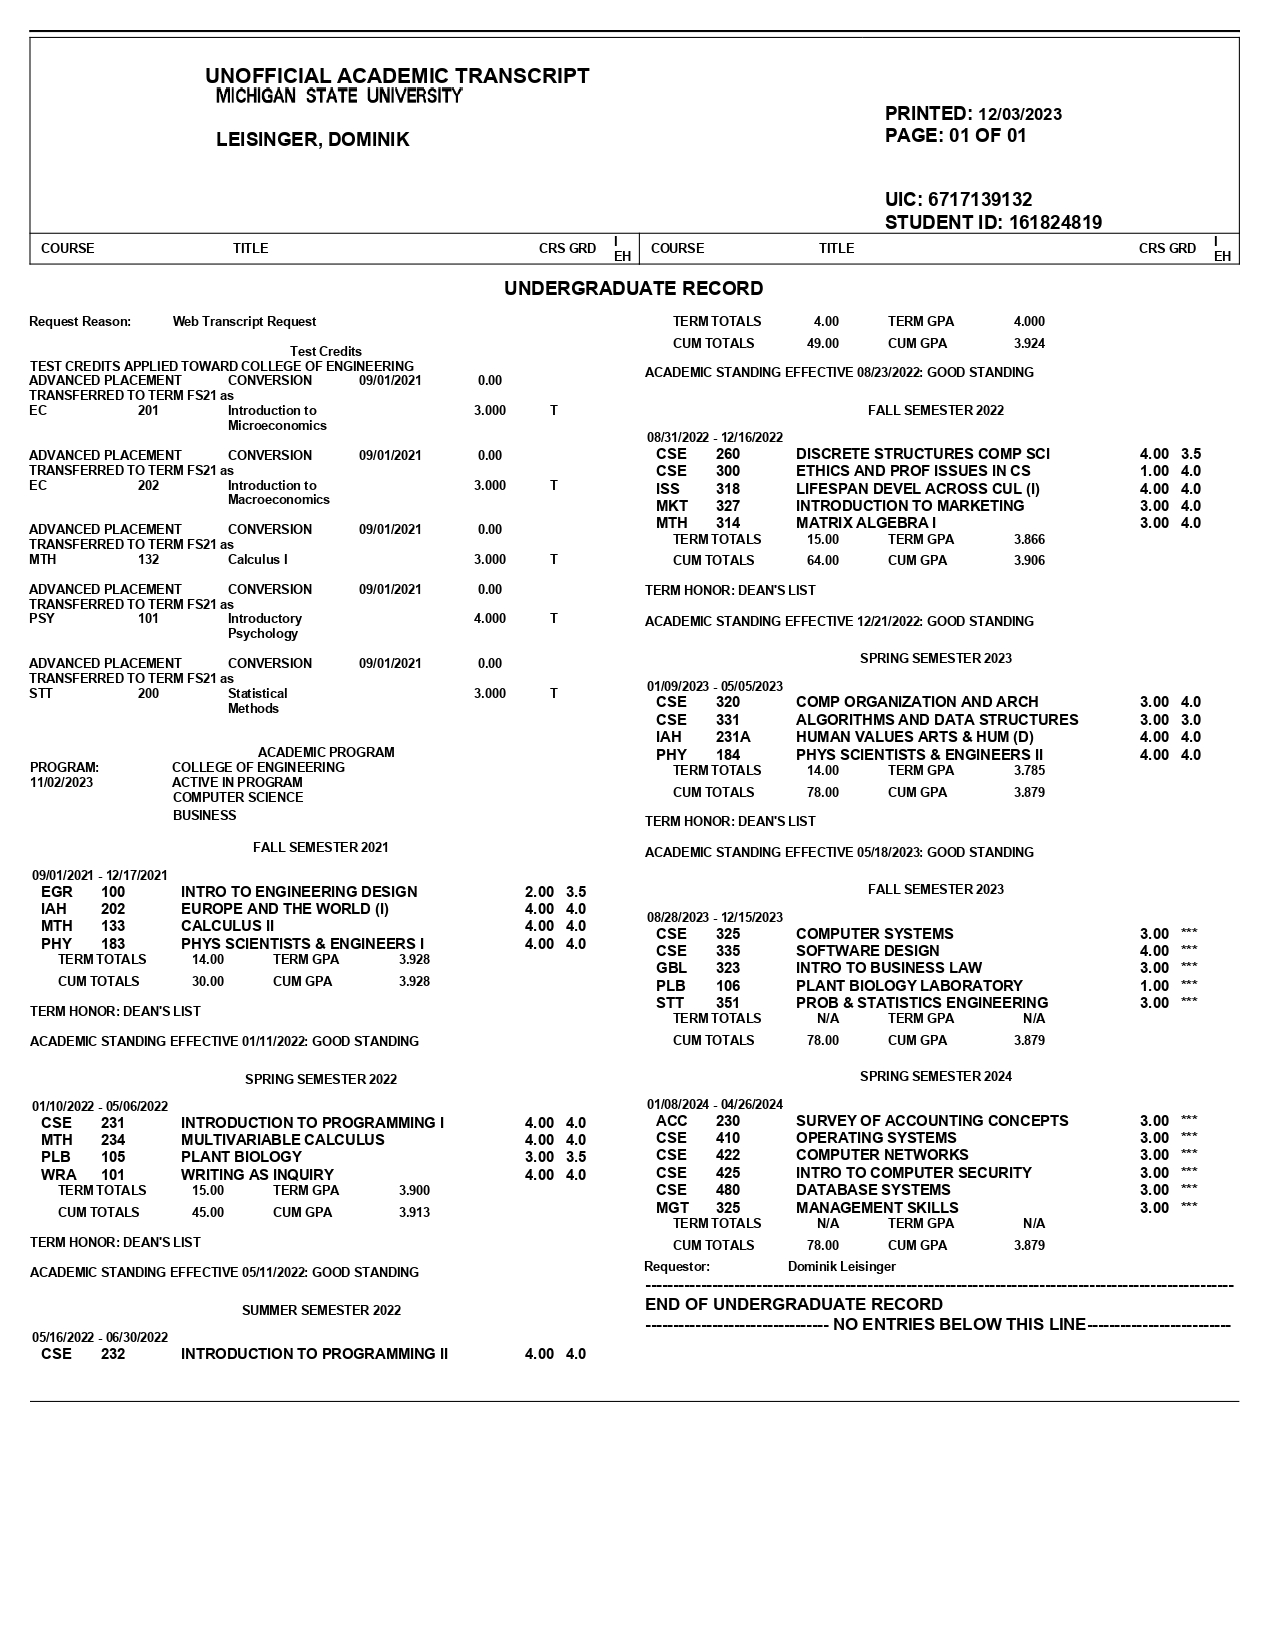 UNOFFICIAL ACADEMIC TRANSCRIPT
MICHIGAN STATE UNIVERSITY
LEISINGER, DOMINIK
PRINTED: 12/03/2023
PAGE: 01 OF 01
UIC: 6717139132
STUDENT ID: 161824819
COURSE TITLE CRS GRD I EH
COURSE TITLE CRS GRD I EH
UNDERGRADUATE RECORD
Request Reason: Web Transcript Request
Test Credits
TEST CREDITS APPLIED TOWARD COLLEGE OF ENGINEERING
ADVANCED PLACEMENT CONVERSION 09/01/2021 0.00
TRANSFERRED TO TERM FS21 as
EC 201 Introduction to 3.000 T
Microeconomics
ADVANCED PLACEMENT CONVERSION 09/01/2021 0.00
TRANSFERRED TO TERM FS21 as
EC 202 Introduction to 3.000 T
Macroeconomics
ADVANCED PLACEMENT CONVERSION 09/01/2021 0.00
TRANSFERRED TO TERM FS21 as
MTH 132 Calculus I 3.000 T
ADVANCED PLACEMENT CONVERSION 09/01/2021 0.00
TRANSFERRED TO TERM FS21 as
PSY 101 Introductory 4.000 T
Psychology
ADVANCED PLACEMENT CONVERSION 09/01/2021 0.00
TRANSFERRED TO TERM FS21 as
STT 200 Statistical 3.000 T
Methods
ACADEMIC PROGRAM
PROGRAM: COLLEGE OF ENGINEERING
11/02/2023 ACTIVE IN PROGRAM
COMPUTER SCIENCE
BUSINESS
FALL SEMESTER 2021
09/01/2021 - 12/17/2021
EGR 100 INTRO TO ENGINEERING DESIGN 2.00 3.5
IAH 202 EUROPE AND THE WORLD (I) 4.00 4.0
MTH 133 CALCULUS II 4.00 4.0
PHY 183 PHYS SCIENTISTS & ENGINEERS I 4.00 4.0
TERM TOTALS 14.00 TERM GPA 3.928
CUM TOTALS 30.00 CUM GPA 3.928
TERM HONOR: DEAN'S LIST
ACADEMIC STANDING EFFECTIVE 01/11/2022: GOOD STANDING
SPRING SEMESTER 2022
01/10/2022 - 05/06/2022
CSE 231 INTRODUCTION TO PROGRAMMING I 4.00 4.0
MTH 234 MULTIVARIABLE CALCULUS 4.00 4.0
PLB 105 PLANT BIOLOGY 3.00 3.5
WRA 101 WRITING AS INQUIRY 4.00 4.0
TERM TOTALS 15.00 TERM GPA 3.900
CUM TOTALS 45.00 CUM GPA 3.913
TERM HONOR: DEAN'S LIST
ACADEMIC STANDING EFFECTIVE 05/11/2022: GOOD STANDING
SUMMER SEMESTER 2022
05/16/2022 - 06/30/2022
CSE 232 INTRODUCTION TO PROGRAMMING II 4.00 4.0
TERM TOTALS 4.00 TERM GPA 4.000
CUM TOTALS 49.00 CUM GPA 3.924
ACADEMIC STANDING EFFECTIVE 08/23/2022: GOOD STANDING
FALL SEMESTER 2022
08/31/2022 - 12/16/2022
CSE 260 DISCRETE STRUCTURES COMP SCI 4.00 3.5
CSE 300 ETHICS AND PROF ISSUES IN CS 1.00 4.0
ISS 318 LIFESPAN DEVEL ACROSS CUL (I) 4.00 4.0
MKT 327 INTRODUCTION TO MARKETING 3.00 4.0
MTH 314 MATRIX ALGEBRA I 3.00 4.0
TERM TOTALS 15.00 TERM GPA 3.866
CUM TOTALS 64.00 CUM GPA 3.906
TERM HONOR: DEAN'S LIST
ACADEMIC STANDING EFFECTIVE 12/21/2022: GOOD STANDING
SPRING SEMESTER 2023
01/09/2023 - 05/05/2023
CSE 320 COMP ORGANIZATION AND ARCH 3.00 4.0
CSE 331 ALGORITHMS AND DATA STRUCTURES 3.00 3.0
IAH 231A HUMAN VALUES ARTS & HUM (D) 4.00 4.0
PHY 184 PHYS SCIENTISTS & ENGINEERS II 4.00 4.0
TERM TOTALS 14.00 TERM GPA 3.785
CUM TOTALS 78.00 CUM GPA 3.879
TERM HONOR: DEAN'S LIST
ACADEMIC STANDING EFFECTIVE 05/18/2023: GOOD STANDING
FALL SEMESTER 2023
08/28/2023 - 12/15/2023
CSE 325 COMPUTER SYSTEMS 3.00 ***
CSE 335 SOFTWARE DESIGN 4.00 ***
GBL 323 INTRO TO BUSINESS LAW 3.00 ***
PLB 106 PLANT BIOLOGY LABORATORY 1.00 ***
STT 351 PROB & STATISTICS ENGINEERING 3.00 ***
TERM TOTALS N/A TERM GPA N/A
CUM TOTALS 78.00 CUM GPA 3.879
SPRING SEMESTER 2024
01/08/2024 - 04/26/2024
ACC 230 SURVEY OF ACCOUNTING CONCEPTS 3.00 ***
CSE 410 OPERATING SYSTEMS 3.00 ***
CSE 422 COMPUTER NETWORKS 3.00 ***
CSE 425 INTRO TO COMPUTER SECURITY 3.00 ***
CSE 480 DATABASE SYSTEMS 3.00 ***
MGT 325 MANAGEMENT SKILLS 3.00 ***
TERM TOTALS N/A TERM GPA N/A
CUM TOTALS 78.00 CUM GPA 3.879
Requestor: Dominik Leisinger
END OF UNDERGRADUATE RECORD
--------------------------------- NO ENTRIES BELOW THIS LINE--------------------------